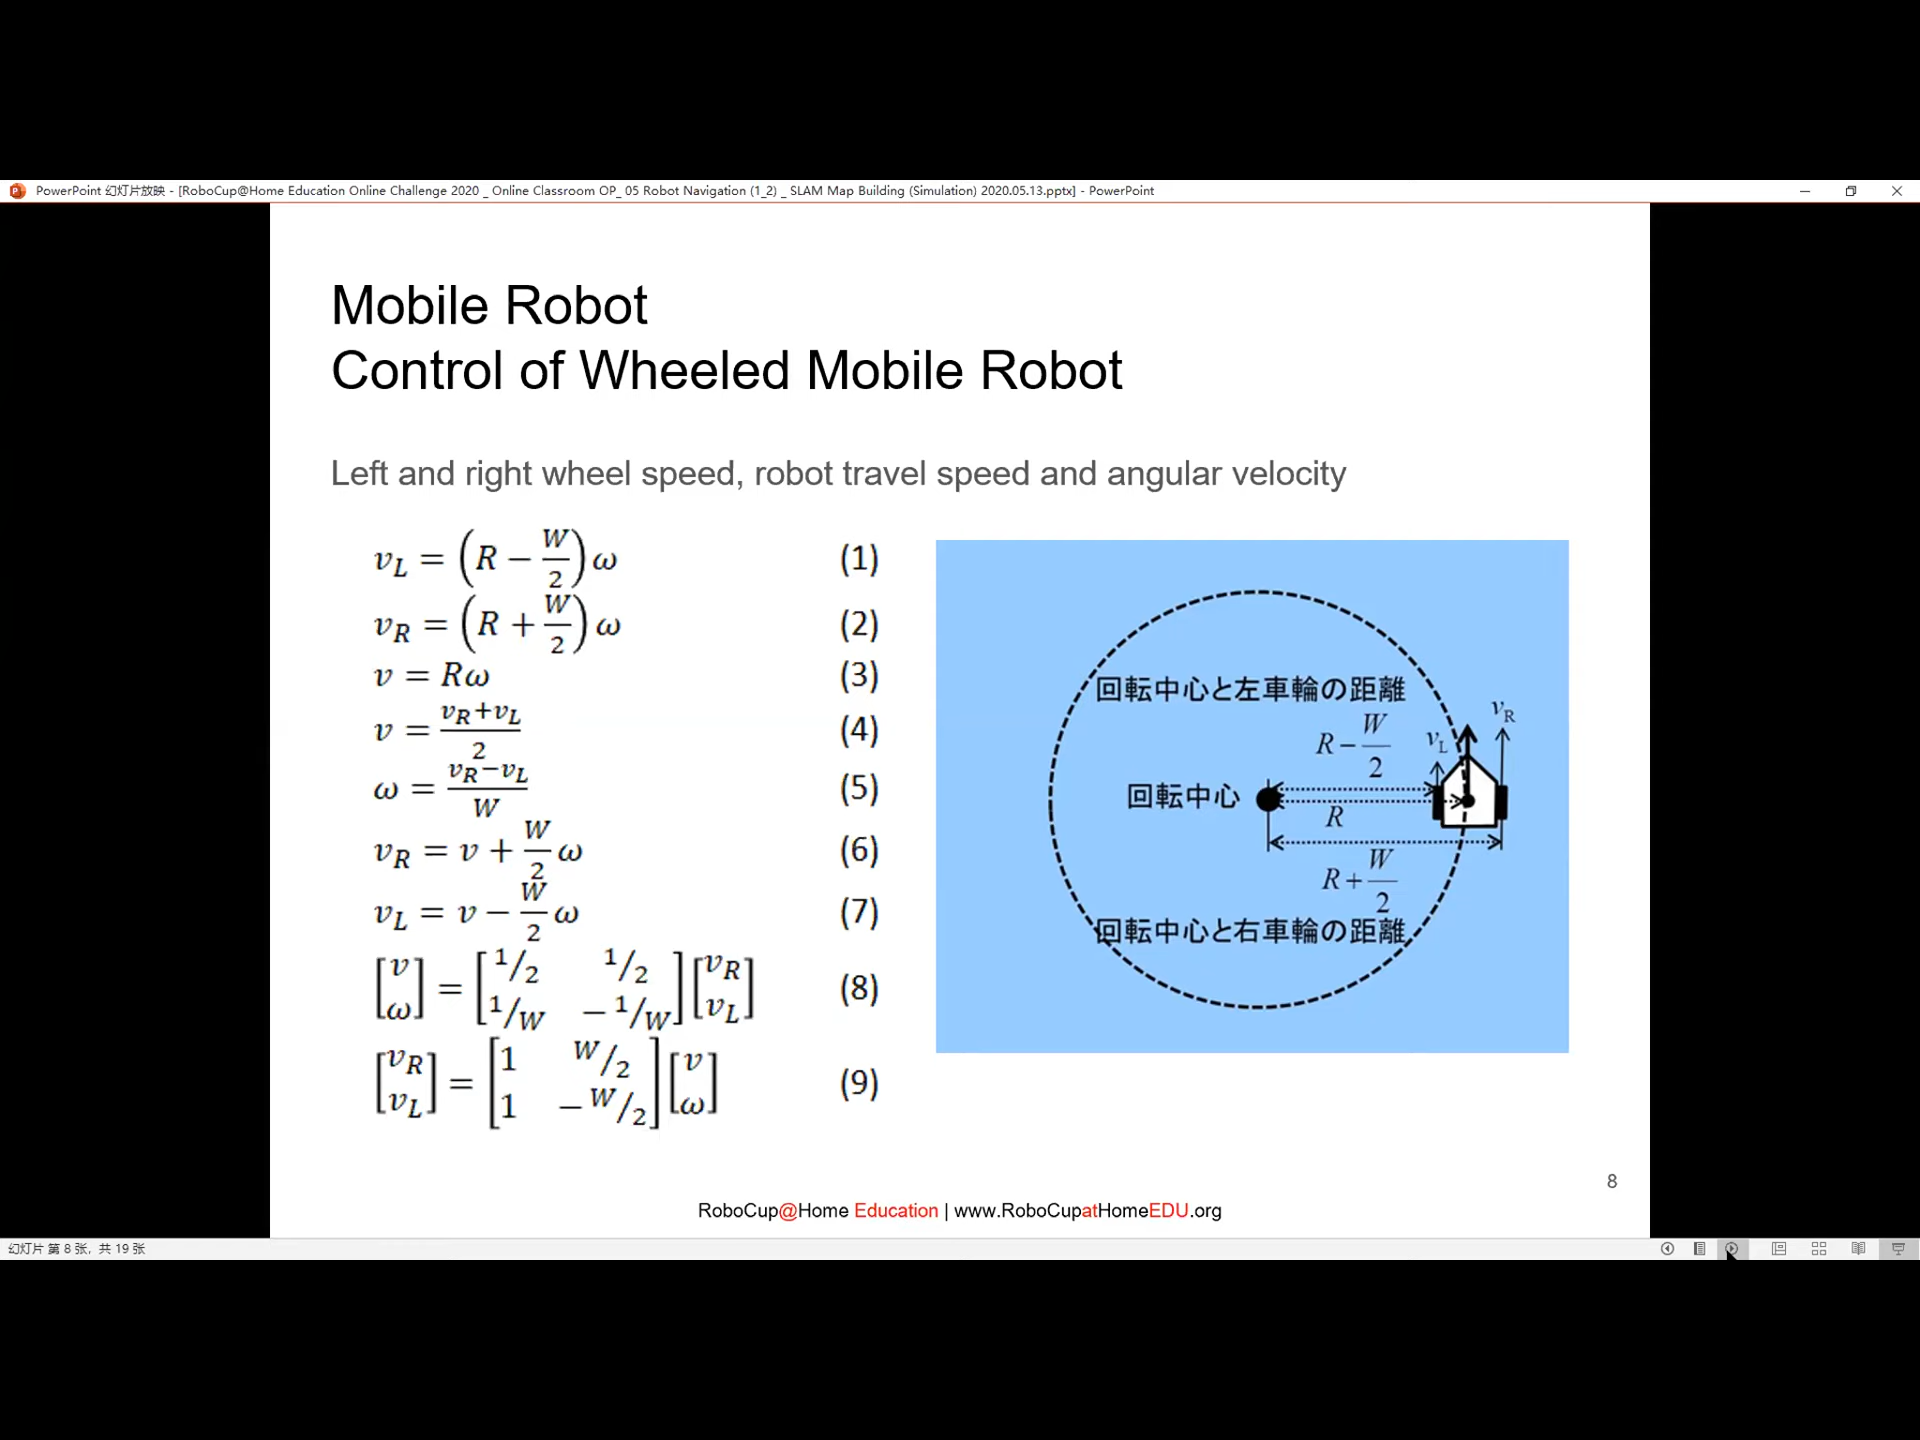 PowerPoint 幻灯片放映 - [RoboCup@Home Education Online Challenge 2020 _ Online Classroom OP_ 05 Robot Navigation (1_2) _ SLAM Map Building (Simulation) 2020.05.13.pptx] - PowerPoint
Mobile Robot
Control of Wheeled Mobile Robot
Left and right wheel speed, robot travel speed and angular velocity
v_L = (R − W/2) ω (1)
v_R = (R + W/2) ω (2)
v = Rω (3)
v = (v_R+v_L)/2 (4)
ω = (v_R−v_L)/W (5)
v_R = v + W/2 ω (6)
v_L = v − W/2 ω (7)
[v ω] = [1/2 1/2 1/W −1/W] [v_R v_L] (8)
[v_R v_L] = [1 W/2 1 −W/2] [v ω] (9)
回転中心と左車輪の距離
v_R
R − W/2
v_L
回転中心
R
R + W/2
回転中心と右車輪の距離
8
RoboCup@Home Education | www.RoboCupatHomeEDU.org
幻灯片 第 8 张，共 19 张